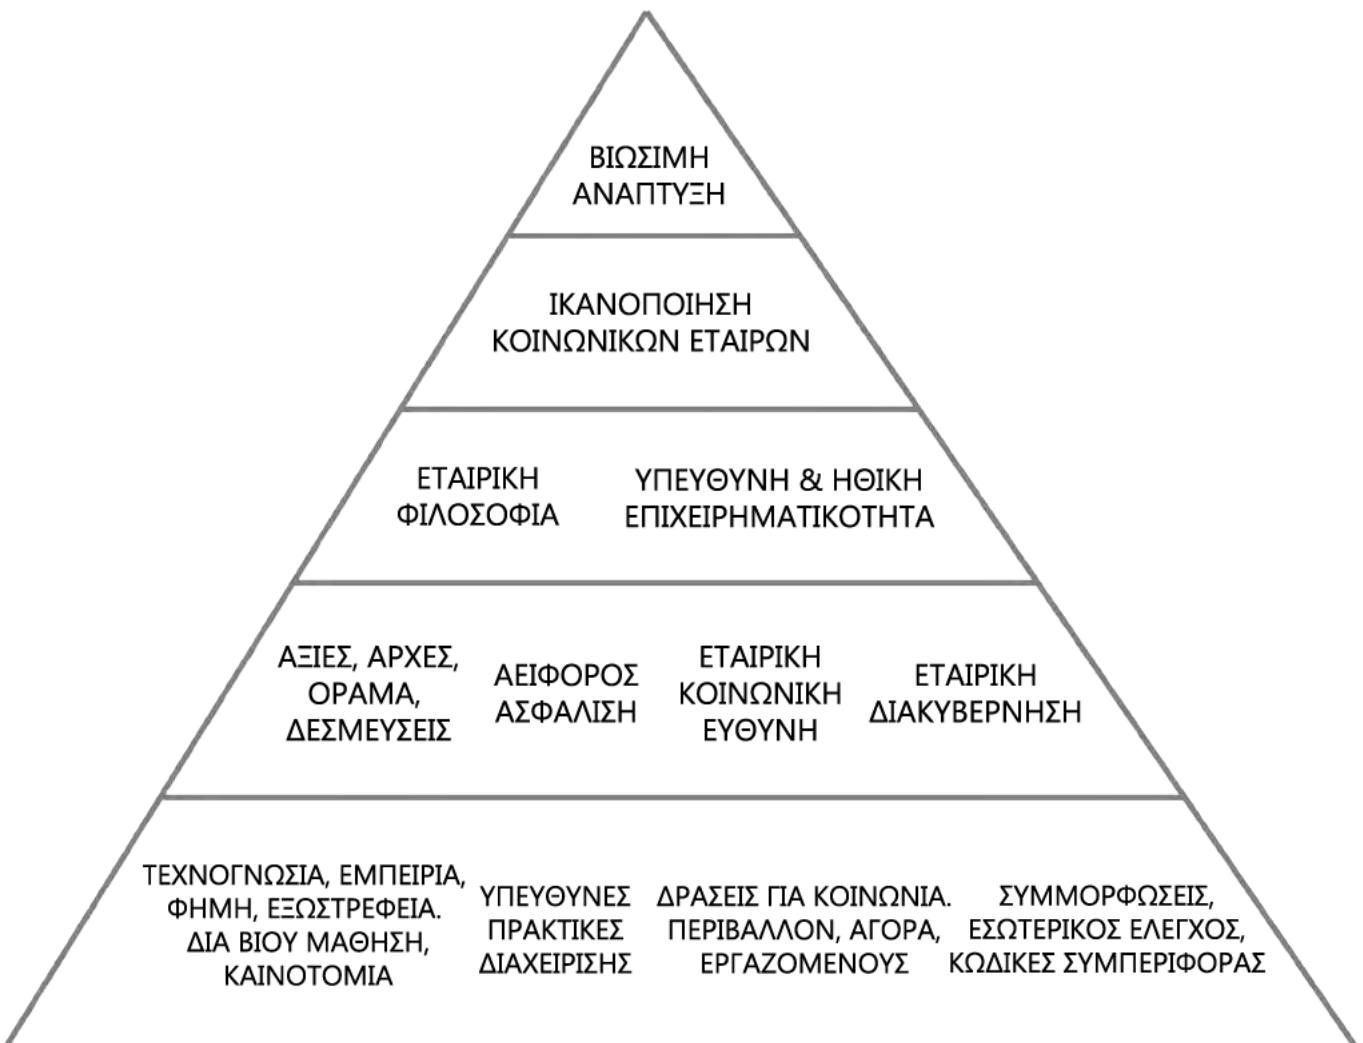 ΒΙΩΣΙΜΗ
ΑΝΑΠΤΥΞΗ
ΙΚΑΝΟΠΟΙΗΣΗ
ΚΟΙΝΩΝΙΚΩΝ ΕΤΑΙΡΩΝ
ΕΤΑΙΡΙΚΗ
ΦΙΛΟΣΟΦΙΑ
ΥΠΕΥΘΥΝΗ & ΗΘΙΚΗ
ΕΠΙΧΕΙΡΗΜΑΤΙΚΟΤΗΤΑ
ΑΞΙΕΣ, ΑΡΧΕΣ,
ΟΡΑΜΑ,
ΔΕΣΜΕΥΣΕΙΣ
ΑΕΙΦΟΡΟΣ
ΑΣΦΑΛΙΣΗ
ΕΤΑΙΡΙΚΗ
ΚΟΙΝΩΝΙΚΗ
ΕΥΘΥΝΗ
ΕΤΑΙΡΙΚΗ
ΔΙΑΚΥΒΕΡΝΗΣΗ
ΤΕΧΝΟΓΝΩΣΙΑ, ΕΜΠΕΙΡΙΑ,
ΦΗΜΗ, ΕΞΩΣΤΡΕΦΕΙΑ.
ΔΙΑ ΒΙΟΥ ΜΑΘΗΣΗ,
ΚΑΙΝΟΤΟΜΙΑ
ΥΠΕΥΘΥΝΕΣ
ΠΡΑΚΤΙΚΕΣ
ΔΙΑΧΕΙΡΙΣΗΣ
ΔΡΑΣΕΙΣ ΓΙΑ ΚΟΙΝΩΝΙΑ.
ΠΕΡΙΒΑΛΛΟΝ, ΑΓΟΡΑ,
ΕΡΓΑΖΟΜΕΝΟΥΣ
ΣΥΜΜΟΡΦΩΣΕΙΣ,
ΕΣΩΤΕΡΙΚΟΣ ΕΛΕΓΧΟΣ,
ΚΩΔΙΚΕΣ ΣΥΜΠΕΡΙΦΟΡΑΣ